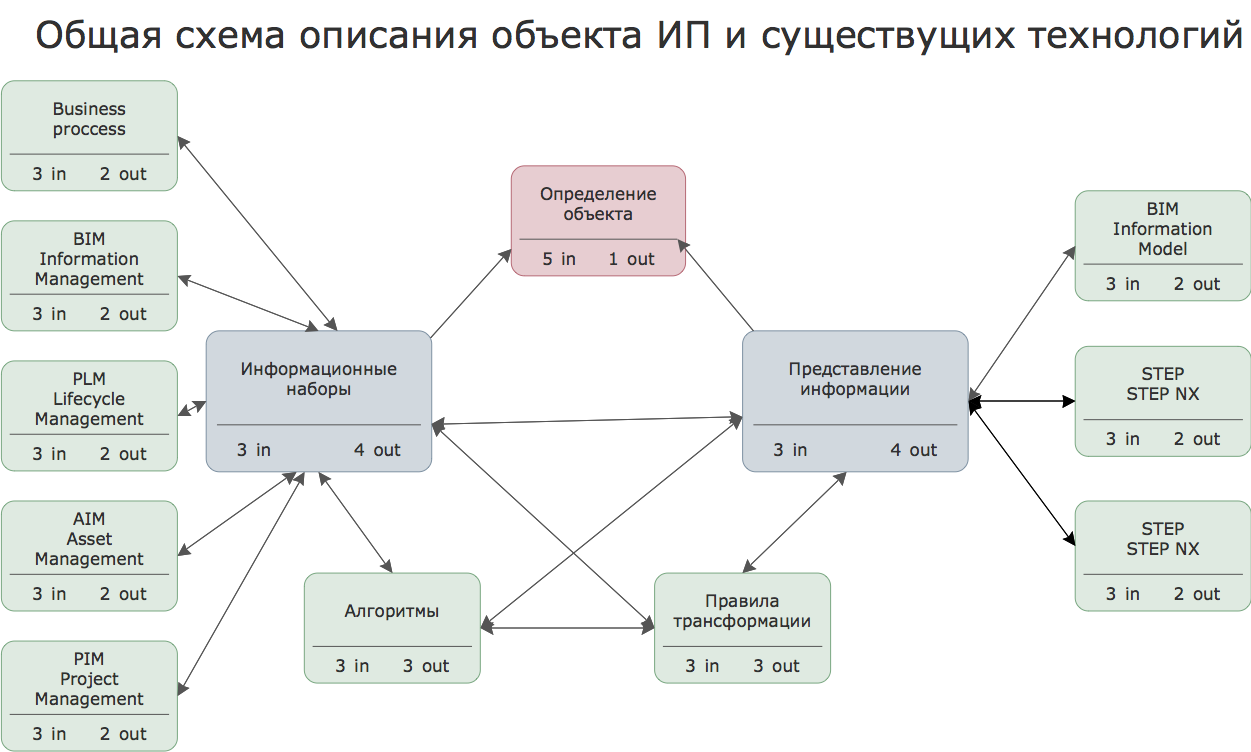 Общая схема описания объекта ИП и существущих технологий
Business
proccess
3 in 2 out
BIM
Information
Management
3 in 2 out
PLM
Lifecycle
Management
3 in 2 out
AIM
Asset
Management
3 in 2 out
PIM
Project
Management
3 in 2 out
Информационные
наборы
3 in 4 out
Определение
объекта
5 in 1 out
Представление
информации
3 in 4 out
Алгоритмы
3 in 3 out
Правила
трансформации
3 in 3 out
BIM
Information
Model
3 in 2 out
STEP
STEP NX
3 in 2 out
STEP
STEP NX
3 in 2 out